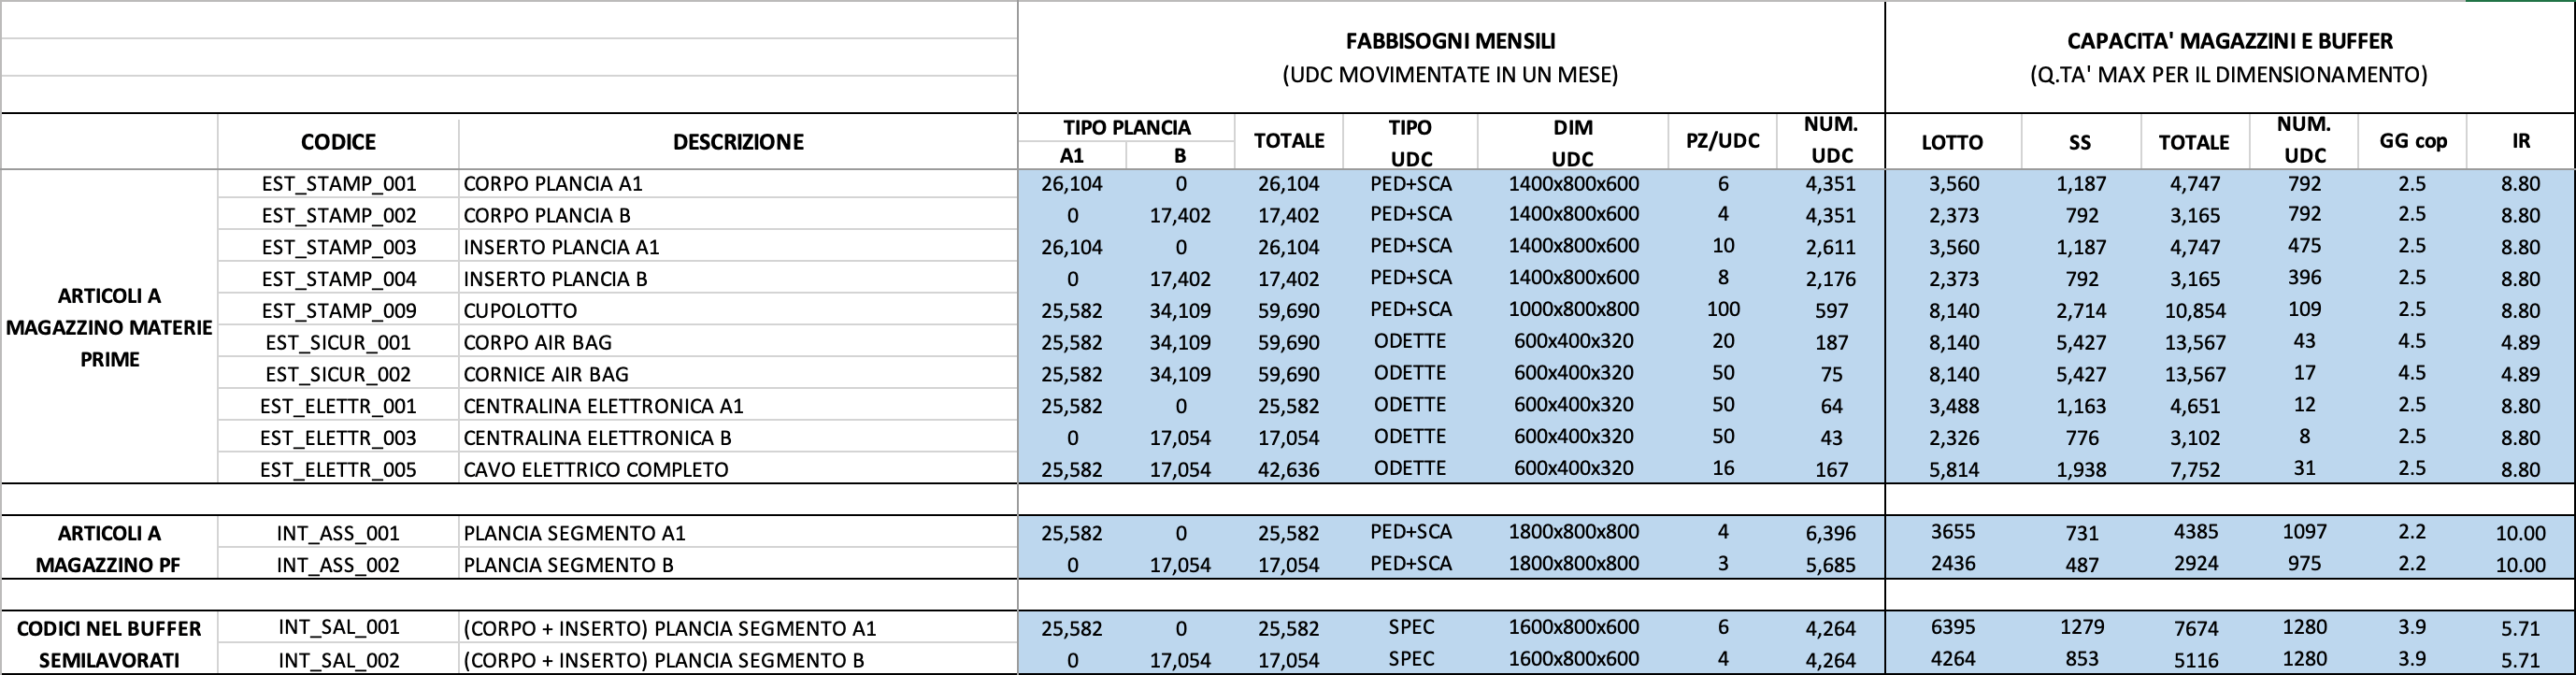 FABBISOGNI MENSILI CAPACITA' MAGAZZINI E BUFFER
(UDC MOVIMENTATE IN UN MESE) (Q.TA' MAX PER IL DIMENSIONAMENTO)
CODICE DESCRIZIONE TIPO PLANCIA A1 B TOTALE TIPO UDC DIM UDC PZ/UDC NUM. UDC LOTTO SS TOTALE NUM. UDC GG cop IR
ARTICOLI A MAGAZZINO MATERIE PRIME
EST_STAMP_001 CORPO PLANCIA A1 26,104 0 26,104 PED+SCA 1400x800x600 6 4,351 3,560 1,187 4,747 792 2.5 8.80
EST_STAMP_002 CORPO PLANCIA B 0 17,402 17,402 PED+SCA 1400x800x600 4 4,351 2,373 792 3,165 792 2.5 8.80
EST_STAMP_003 INSERTO PLANCIA A1 26,104 0 26,104 PED+SCA 1400x800x600 10 2,611 3,560 1,187 4,747 475 2.5 8.80
EST_STAMP_004 INSERTO PLANCIA B 0 17,402 17,402 PED+SCA 1400x800x600 8 2,176 2,373 792 3,165 396 2.5 8.80
EST_STAMP_009 CUPOLOTTO 25,582 34,109 59,690 PED+SCA 1000x800x800 100 597 8,140 2,714 10,854 109 2.5 8.80
EST_SICUR_001 CORPO AIR BAG 25,582 34,109 59,690 ODETTE 600x400x320 20 187 8,140 5,427 13,567 43 4.5 4.89
EST_SICUR_002 CORNICE AIR BAG 25,582 34,109 59,690 ODETTE 600x400x320 50 75 8,140 5,427 13,567 17 4.5 4.89
EST_ELETTR_001 CENTRALINA ELETTRONICA A1 25,582 0 25,582 ODETTE 600x400x320 50 64 3,488 1,163 4,651 12 2.5 8.80
EST_ELETTR_003 CENTRALINA ELETTRONICA B 0 17,054 17,054 ODETTE 600x400x320 50 43 2,326 776 3,102 8 2.5 8.80
EST_ELETTR_005 CAVO ELETTRICO COMPLETO 25,582 17,054 42,636 ODETTE 600x400x320 16 167 5,814 1,938 7,752 31 2.5 8.80
ARTICOLI A MAGAZZINO PF
INT_ASS_001 PLANCIA SEGMENTO A1 25,582 0 25,582 PED+SCA 1800x800x800 4 6,396 3655 731 4385 1097 2.2 10.00
INT_ASS_002 PLANCIA SEGMENTO B 0 17,054 17,054 PED+SCA 1800x800x800 3 5,685 2436 487 2924 975 2.2 10.00
CODICI NEL BUFFER SEMILAVORATI
INT_SAL_001 (CORPO + INSERTO) PLANCIA SEGMENTO A1 25,582 0 25,582 SPEC 1600x800x600 6 4,264 6395 1279 7674 1280 3.9 5.71
INT_SAL_002 (CORPO + INSERTO) PLANCIA SEGMENTO B 0 17,054 17,054 SPEC 1600x800x600 4 4,264 4264 853 5116 1280 3.9 5.71